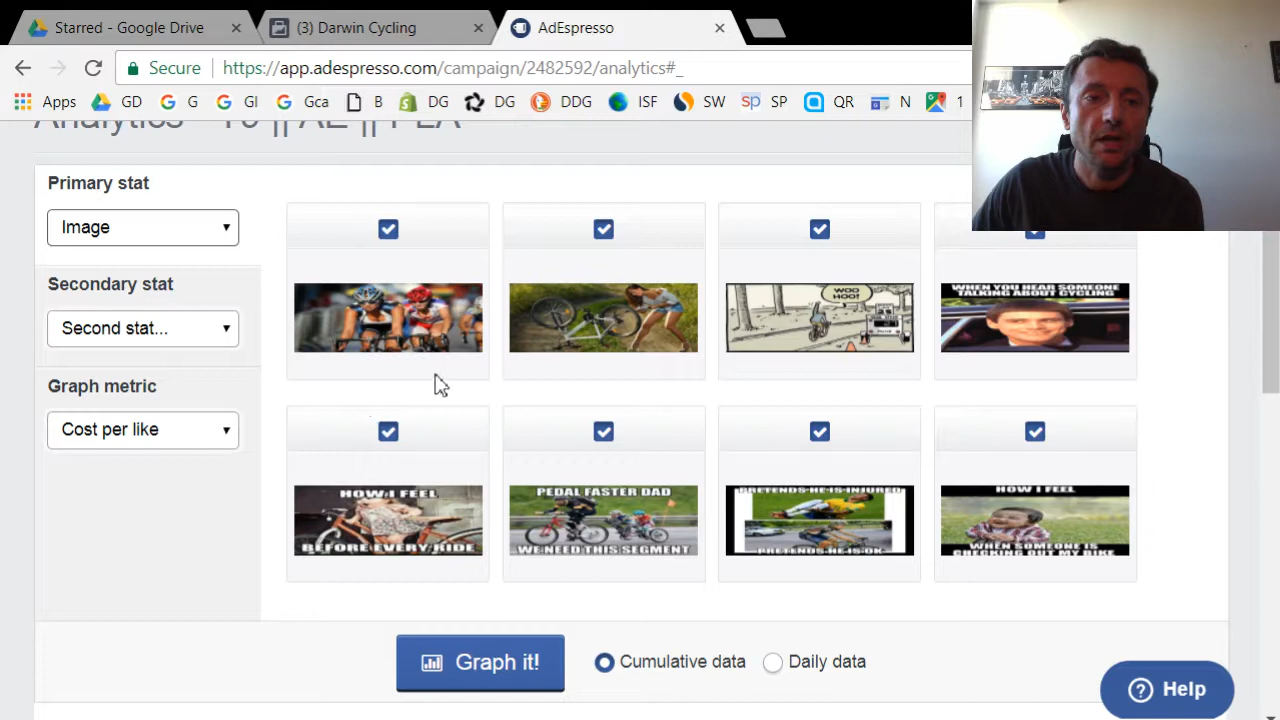 Starred - Google Drive
(3) Darwin Cycling
AdEspresso
Secure
https://app.adespresso.com/campaign/2482592/analytics#_
Apps GD G GI Gcə DG DG DDG ISF SW SP QR N 1
Primary stat
Image
Secondary stat
Second stat...
Graph metric
Cost per like
WOO HOO!
WHEN YOU HEAR SOMEONE
TALKING ABOUT CYCLING
HOW I FEEL
BEFORE EVERY RIDE
PEDAL FASTER DAD
WE NEED THIS SEGMENT
PRETENDS HE IS INJURED
PRETENDS HE IS OK
HOW I FEEL
WHEN SOMEONE IS
CHECKING OUT MY BIKE
Graph it!
Cumulative data
Daily data
Help